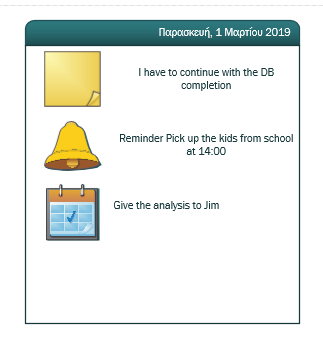 Παρασκευή, 1 Μαρτίου 2019
I have to continue with the DB
completion
Reminder Pick up the kids from school
at 14:00
Give the analysis to Jim